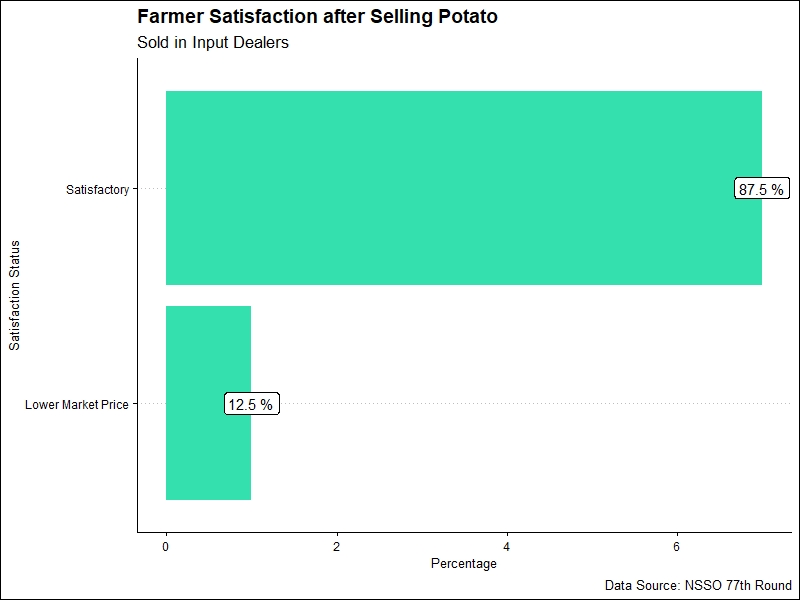 Farmer Satisfaction after Selling Potato
Sold in Input Dealers
Satisfaction Status
Satisfactory
87.5 %
Lower Market Price
12.5 %
0 2 4 6
Percentage
Data Source: NSSO 77th Round